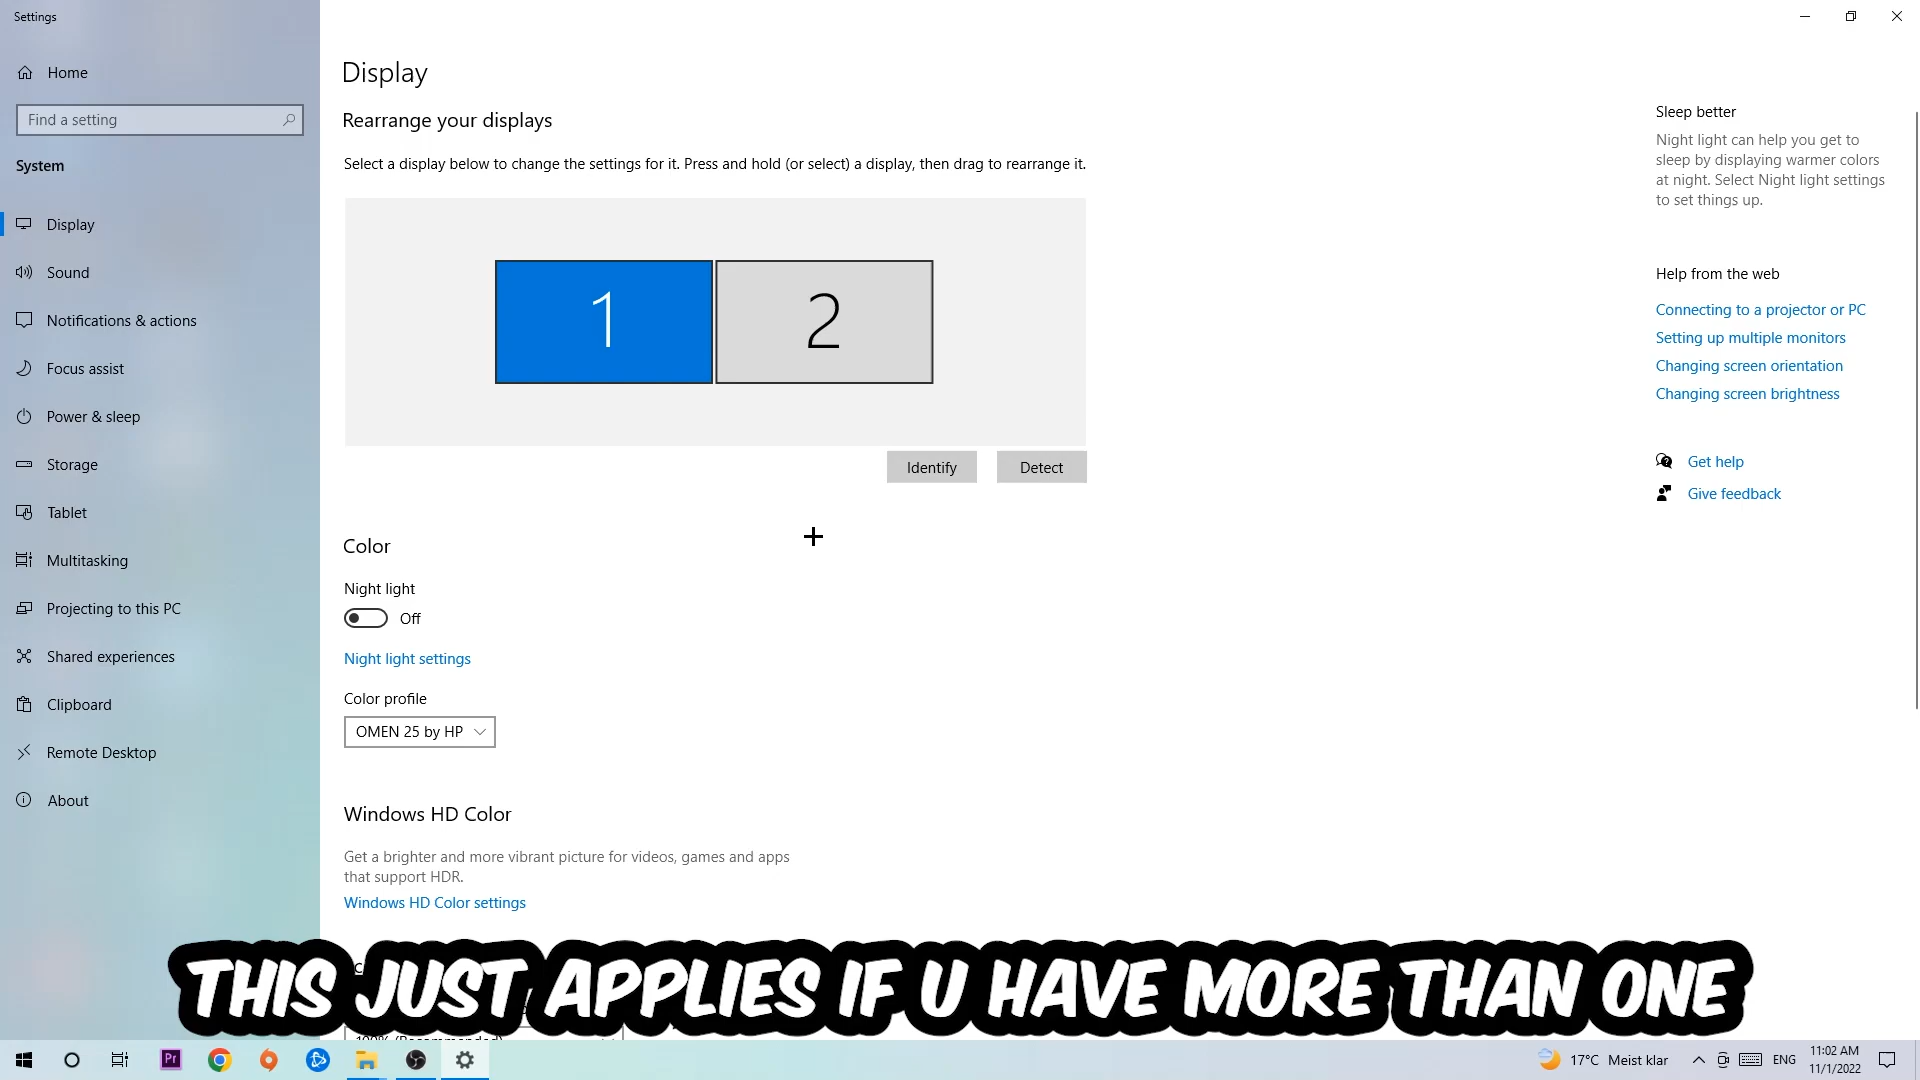 Settings
Home
Find a setting
System
Display
Sound
Notifications & actions
Focus assist
Power & sleep
Storage
Tablet
Multitasking
Projecting to this PC
Shared experiences
Clipboard
Remote Desktop
About
Display
Rearrange your displays
Select a display below to change the settings for it. Press and hold (or select) a display, then drag to rearrange it.
1
2
Identify
Detect
Color
Night light
Off
Night light settings
Color profile
OMEN 25 by HP
Windows HD Color
Get a brighter and more vibrant picture for videos, games and apps
that support HDR.
Windows HD Color settings
Sleep better
Night light can help you get to
sleep by displaying warmer colors
at night. Select Night light settings
to set things up.
Help from the web
Connecting to a projector or PC
Setting up multiple monitors
Changing screen orientation
Changing screen brightness
Get help
Give feedback
THIS JUST APPLIES IF U HAVE MORE THAN ONE
100% (Recommended)
Pr
17°C Meist klar
ENG
11:02 AM
11/1/2022